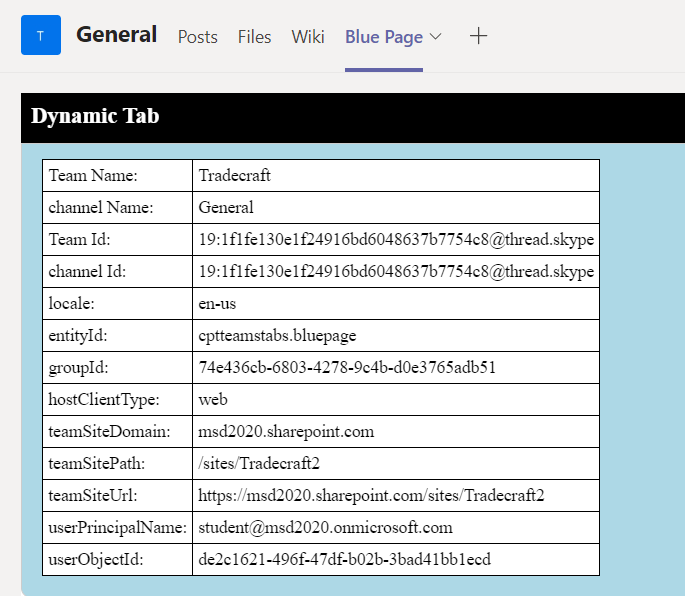 T General Posts Files Wiki Blue Page
Dynamic Tab
Team Name: Tradecraft
channel Name: General
Team Id: 19:1f1fe130e1f24916bd6048637b7754c8@thread.skype
channel Id: 19:1f1fe130e1f24916bd6048637b7754c8@thread.skype
locale: en-us
entityId: cptteamstabs.bluepage
groupId: 74e436cb-6803-4278-9c4b-d0e3765adb51
hostClientType: web
teamSiteDomain: msd2020.sharepoint.com
teamSitePath: /sites/Tradecraft2
teamSiteUrl: https://msd2020.sharepoint.com/sites/Tradecraft2
userPrincipalName: student@msd2020.onmicrosoft.com
userObjectId: de2c1621-496f-47df-b02b-3bad41bb1ecd